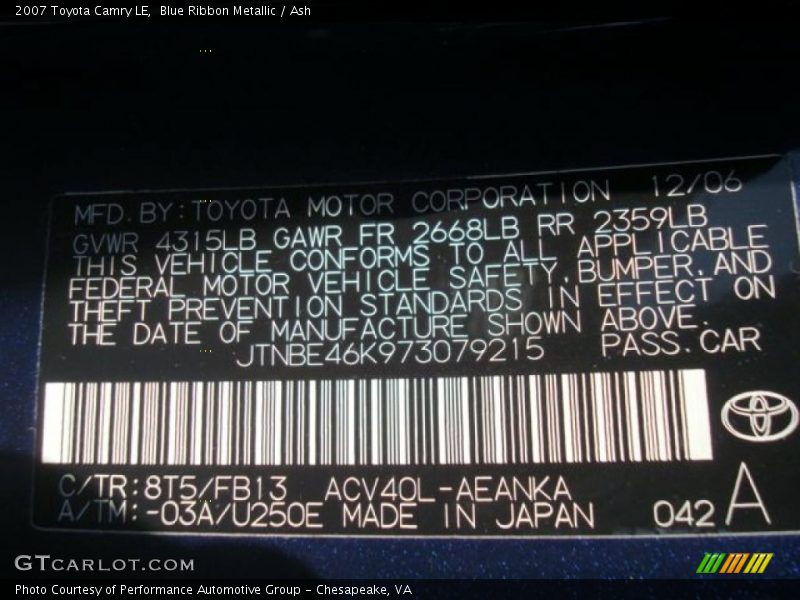 2007 Toyota Camry LE,  Blue Ribbon Metallic / Ash
MFD. BY: TOYOTA MOTOR CORPORATION 12/06
GVWR 4315LB GAWR FR 2668LB RR 2359LB
THIS VEHICLE CONFORMS TO ALL APPLICABLE
FEDERAL MOTOR VEHICLE SAFETY, BUMPER, AND
THEFT PREVENTION STANDARDS IN EFFECT ON
THE DATE OF MANUFACTURE SHOWN ABOVE.
JTNBE46K973079215 PASS. CAR
C/TR: 8T5/FB13 ACV40L-AEANKA
A/TM: -03A/U250E MADE IN JAPAN 042 A
GTCARLOT.COM
Photo Courtesy of Performance Automotive Group - Chesapeake, VA